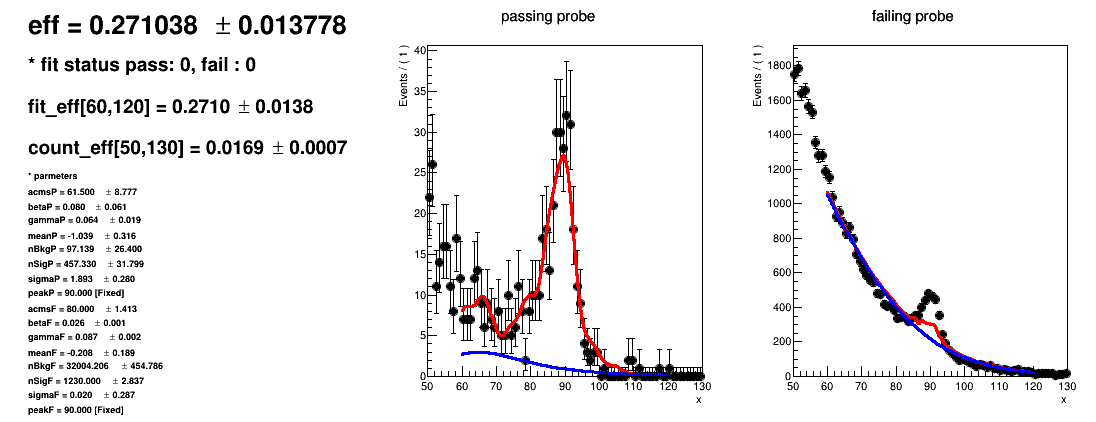 eff = 0.271038 ± 0.013778
* fit status pass: 0, fail : 0
fit_eff[60,120] = 0.2710 ± 0.0138
count_eff[50,130] = 0.0169 ± 0.0007
* parmeters
acmsP = 61.500 ± 8.777
betaP = 0.080 ± 0.061
gammaP = 0.064 ± 0.019
meanP = -1.039 ± 0.316
nBkgP = 97.139 ± 26.400
nSigP = 457.330 ± 31.799
sigmaP = 1.893 ± 0.280
peakP = 90.000 [Fixed]
acmsF = 80.000 ± 1.413
betaF = 0.026 ± 0.001
gammaF = 0.087 ± 0.002
meanF = -0.208 ± 0.189
nBkgF = 32004.206 ± 454.786
nSigF = 1230.000 ± 2.837
sigmaF = 0.020 ± 0.287
peakF = 90.000 [Fixed]
passing probe
Events / ( 1 )
40
35
30
25
20
15
10
5
0
50 60 70 80 90 100 110 120 130
x
failing probe
Events / ( 1 )
1800
1600
1400
1200
1000
800
600
400
200
0
50 60 70 80 90 100 110 120 130
x